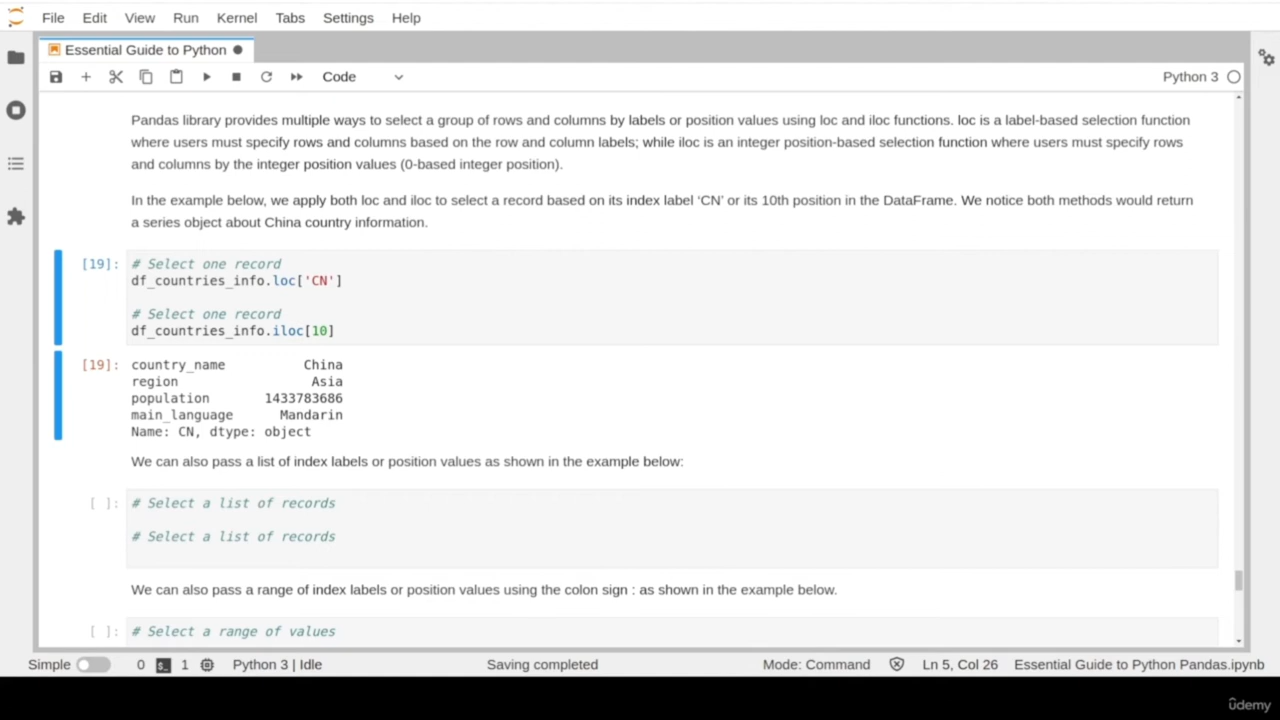 File Edit View Run Kernel Tabs Settings Help
Essential Guide to Python
Code
Python 3
Pandas library provides multiple ways to select a group of rows and columns by labels or position values using loc and iloc functions. loc is a label-based selection function
where users must specify rows and columns based on the row and column labels; while iloc is an integer position-based selection function where users must specify rows
and columns by the integer position values (0-based integer position).
In the example below, we apply both loc and iloc to select a record based on its index label ‘CN’ or its 10th position in the DataFrame. We notice both methods would return
a series object about China country information.
[19]: # Select one record
df_countries_info.loc['CN']
# Select one record
df_countries_info.iloc[10]
[19]: country_name China
region Asia
population 1433783686
main_language Mandarin
Name: CN, dtype: object
We can also pass a list of index labels or position values as shown in the example below:
[ ]: # Select a list of records
# Select a list of records
We can also pass a range of index labels or position values using the colon sign : as shown in the example below.
[ ]: # Select a range of values
Simple 0 $_ 1 Python 3 | Idle Saving completed Mode: Command Ln 5, Col 26 Essential Guide to Python Pandas.ipynb
ûdemy